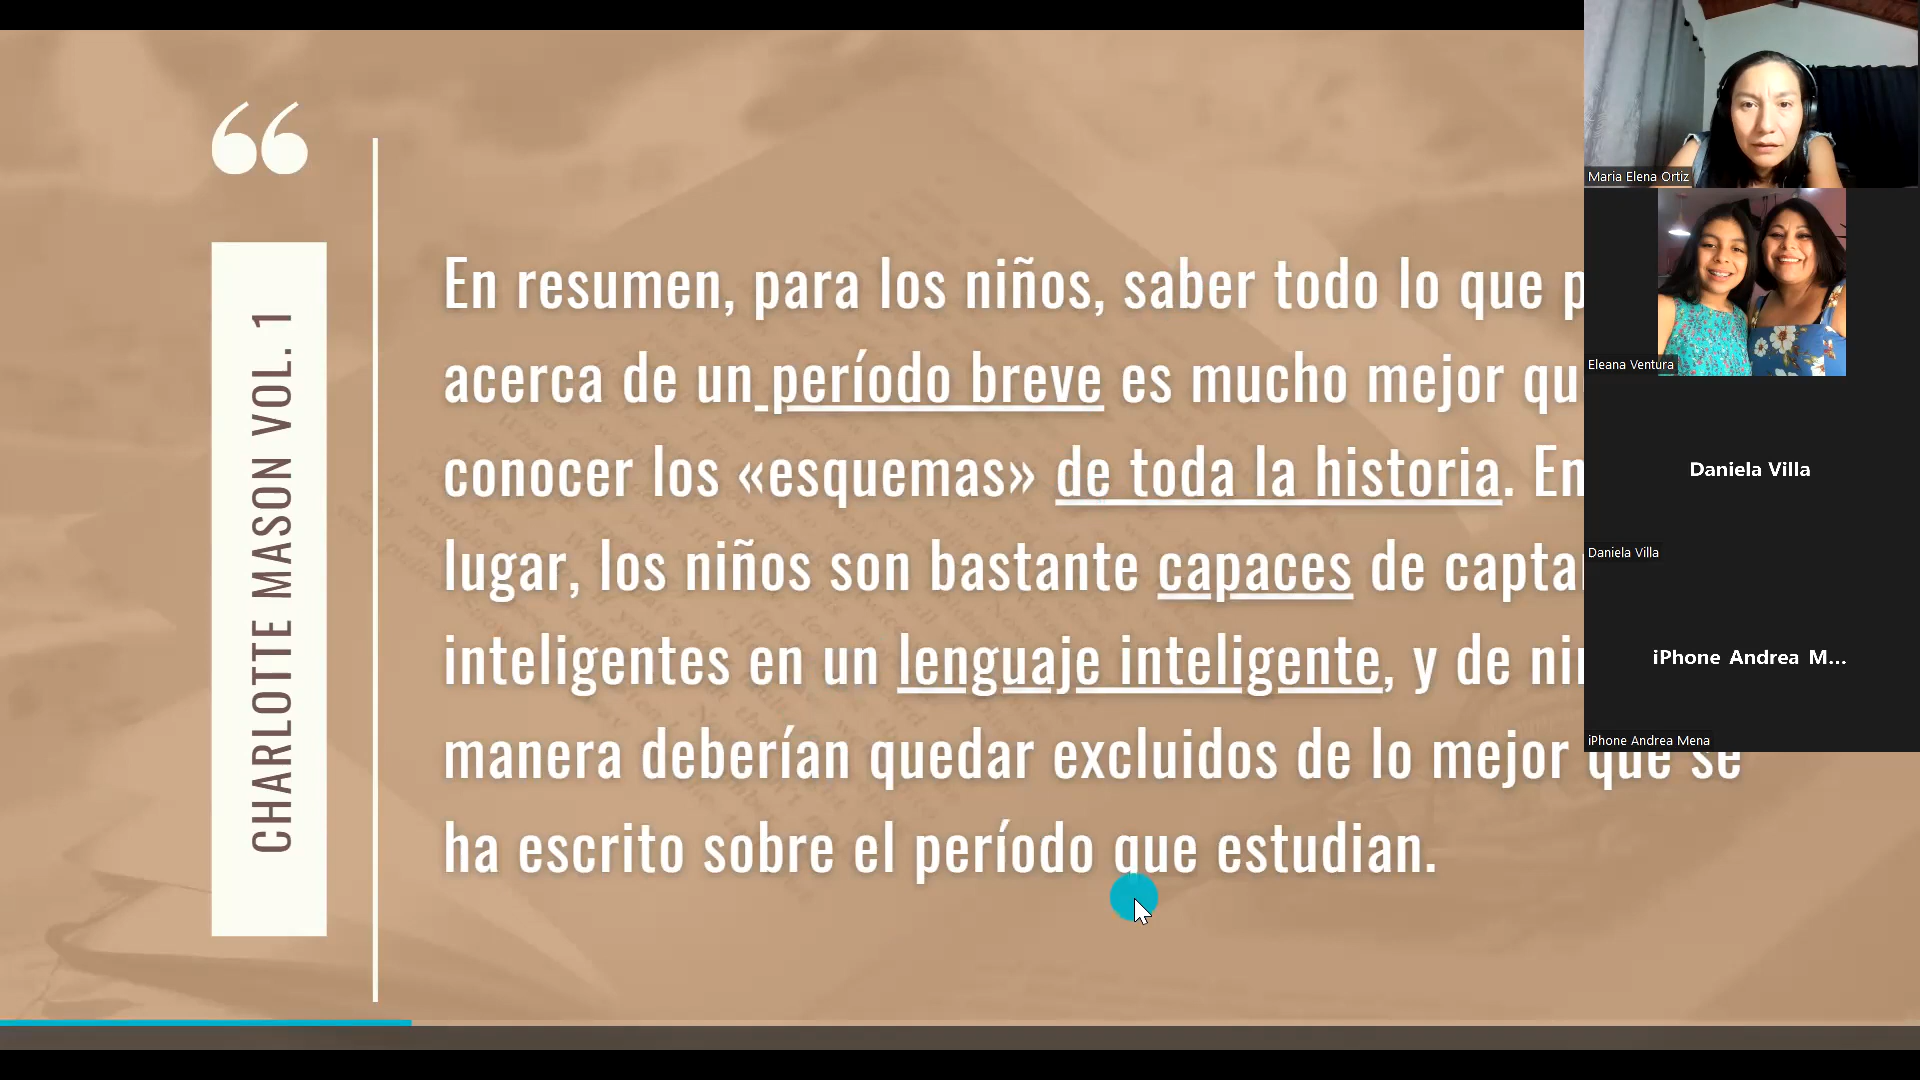 “
CHARLOTTE MASON VOL. 1
En resumen, para los niños, saber todo lo que
acerca de un período breve es mucho mejor
conocer los «esquemas» de toda la historia. En
lugar, los niños son bastante capaces de
inteligentes en un lenguaje inteligente, y de
manera deberían quedar excluidos de lo mejor que se
ha escrito sobre el período que estudian.
Maria Elena Ortiz
Eleana Ventura
Daniela Villa
Daniela Villa
iPhone Andrea M...
iPhone Andrea Mena